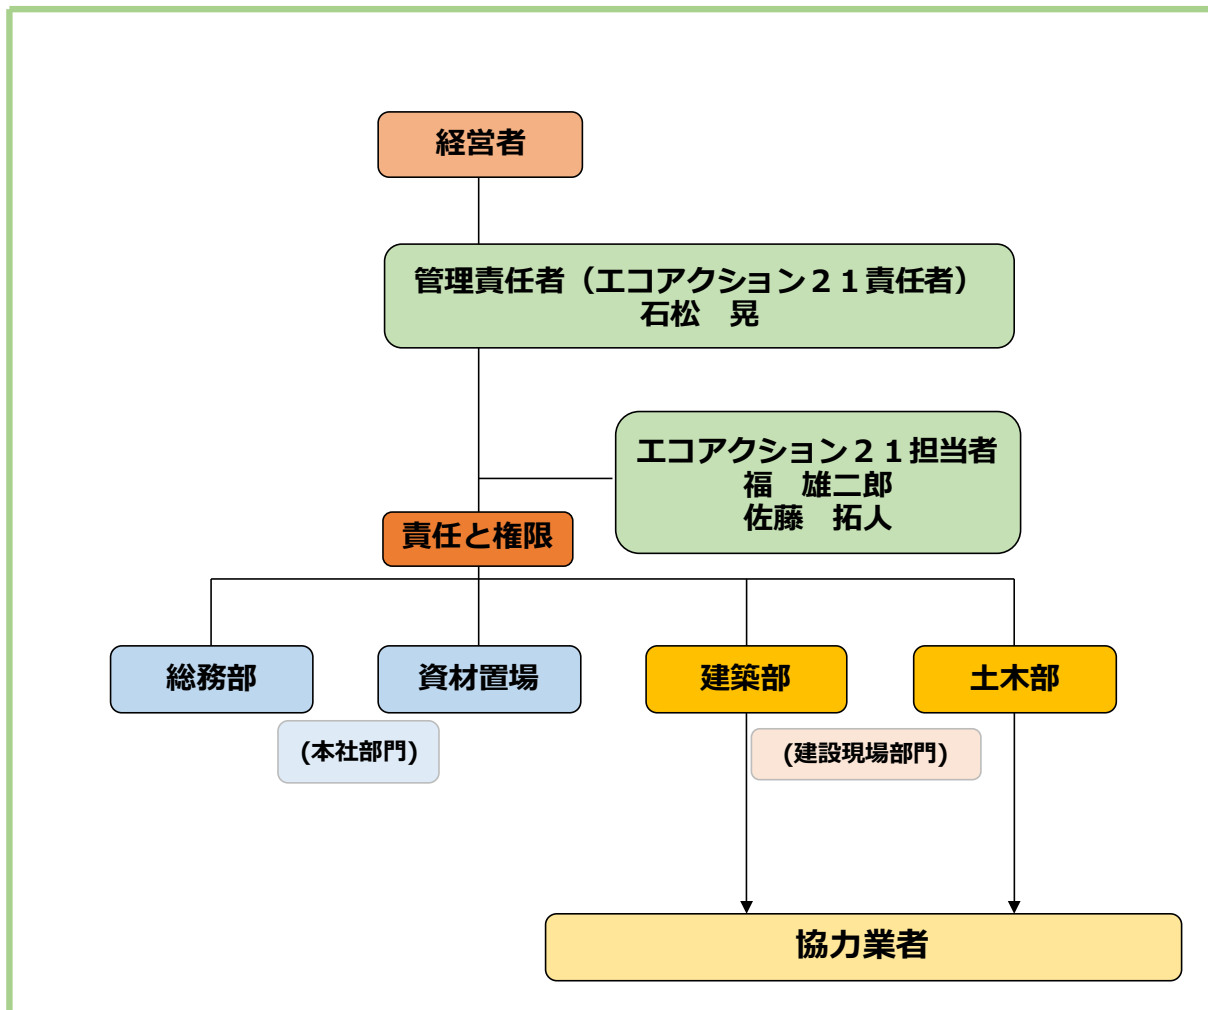 経営者
管理責任者（エコアクション２１責任者）
石松　晃
エコアクション２１担当者
福　雄二郎
佐藤　拓人
責任と権限
総務部
資材置場
建築部
土木部
(本社部門)
(建設現場部門)
協力業者